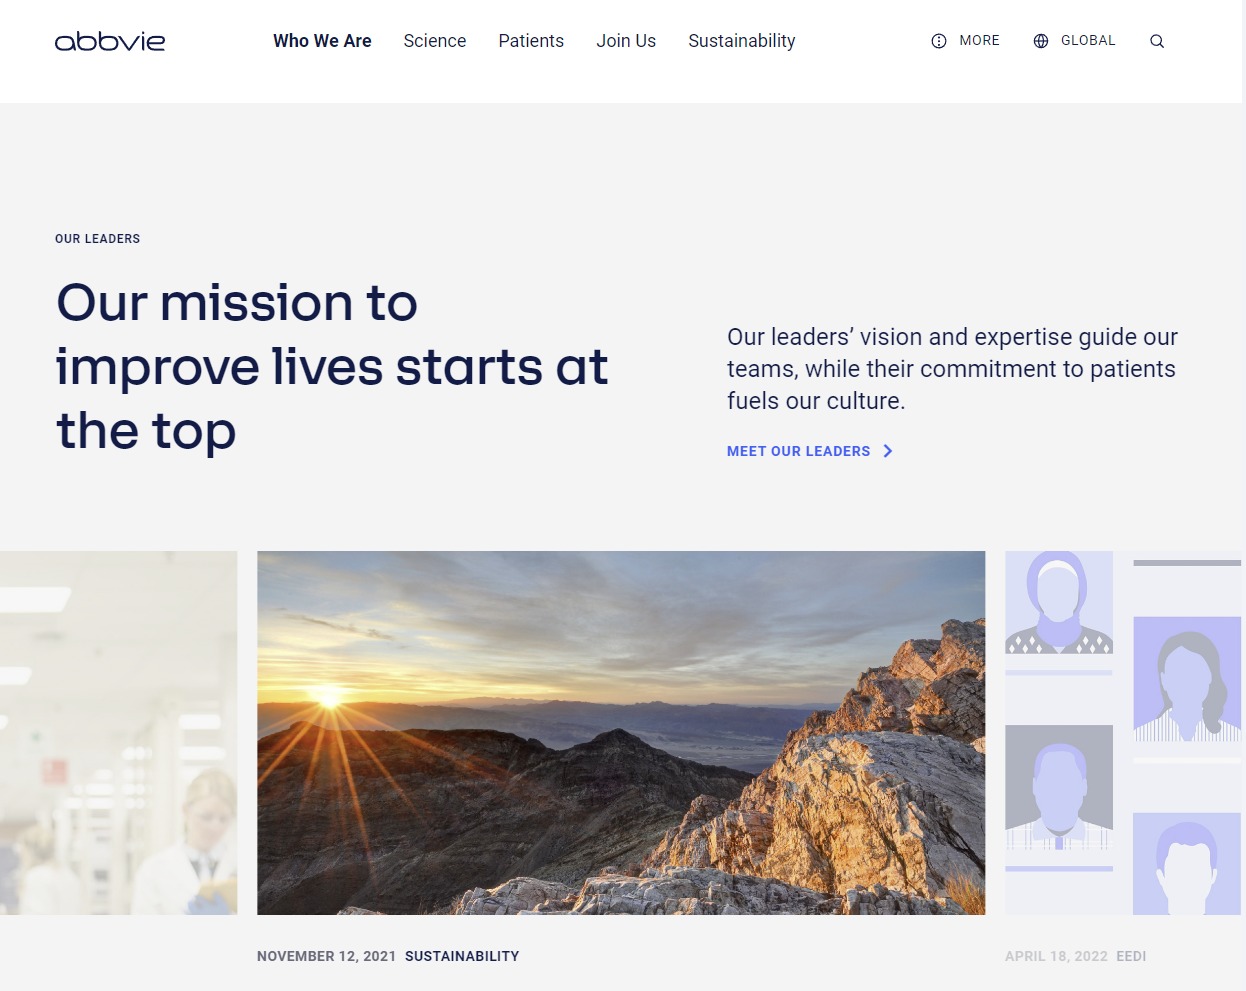 abbvie
Who We Are
Science
Patients
Join Us
Sustainability
MORE
GLOBAL
OUR LEADERS
Our mission to
improve lives starts at
the top
Our leaders’ vision and expertise guide our
teams, while their commitment to patients
fuels our culture.
MEET OUR LEADERS
NOVEMBER 12, 2021 SUSTAINABILITY
APRIL 18, 2022 EEDI